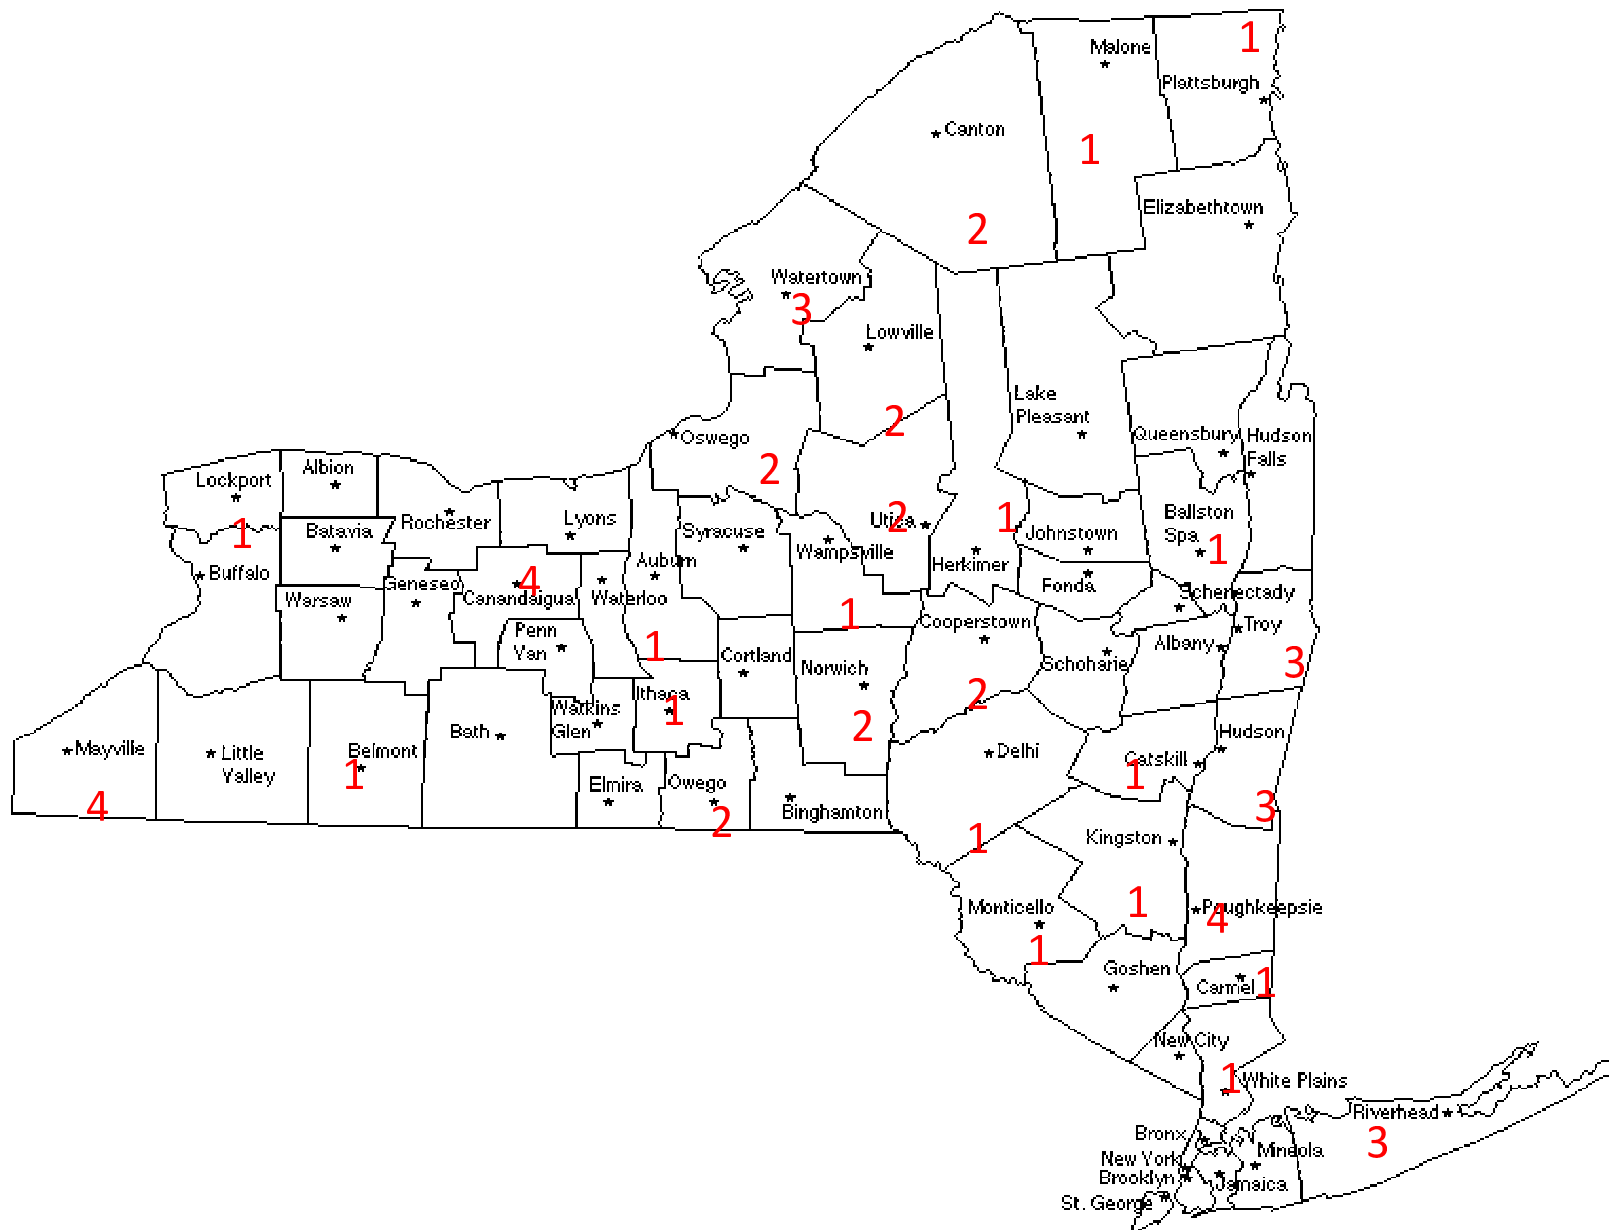 1
Malone
Plattsburgh
Canton
1
Elizabethtown
2
Watertown
3
Lowville
Lake
Pleasant
2
Oswego
2
Queensbury
Hudson
Falls
Lockport
Albion
1
Rochester
Lyons
Batavia
Syracuse
Utica
2
Wampsville
1
Johnstown
Ballston
Spa
1
Buffalo
Auburn
Herkimer
Fonda
Geneseo
4
Canandaigua
Waterloo
Warsaw
Schenectady
1
Cooperstown
Troy
Penn
Yan
1
Cortland
Norwich
Schoharie
Albany
3
Ithaca
1
2
2
Watkins
Glen
Mayville
Little
Valley
Belmont
1
Bath
Delhi
Hudson
Catskill
1
4
Elmira
Owego
2
Binghamton
3
1
Kingston
Monticello
1
4
Poughkeepsie
1
Goshen
Carmel
1
New City
1
White Plains
Riverhead
3
Bronx
Mineola
New York
Brooklyn
Jamaica
St. George